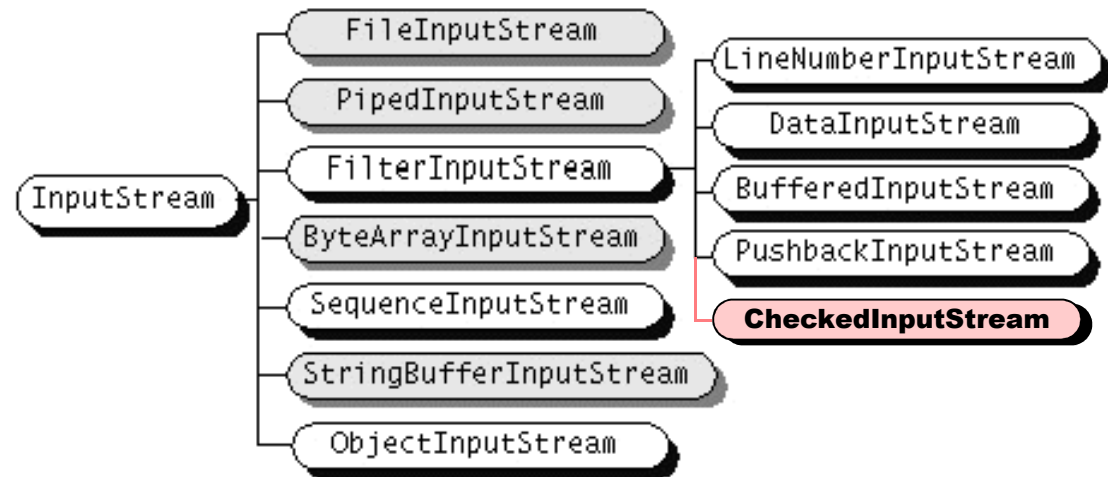 FileInputStream
LineNumberInputStream
PipedInputStream
DataInputStream
FilterInputStream
InputStream
BufferedInputStream
ByteArrayInputStream
PushbackInputStream
SequenceInputStream
CheckedInputStream
StringBufferInputStream
ObjectInputStream